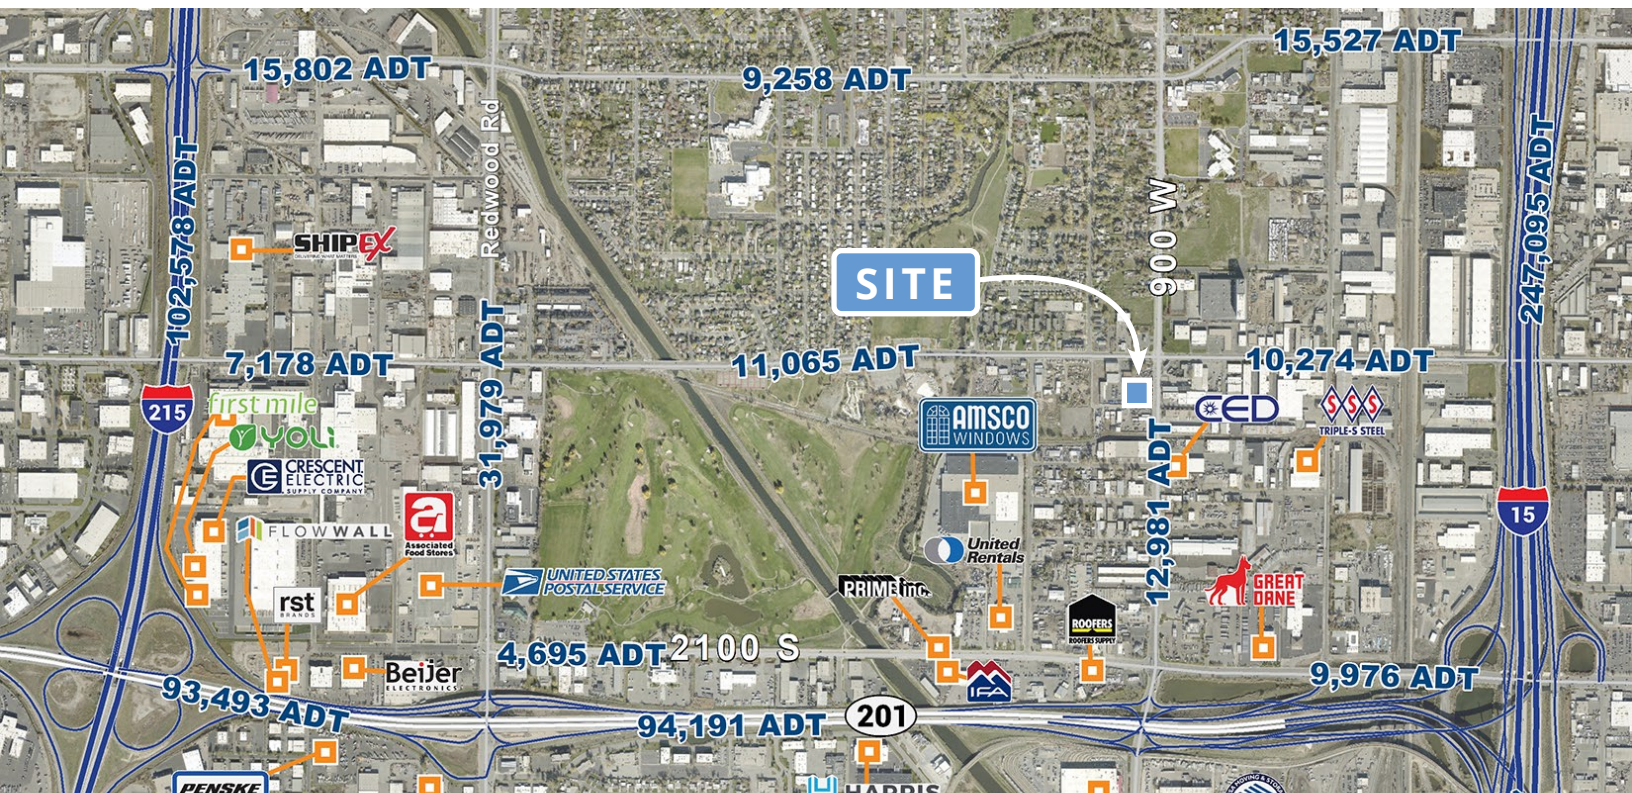 15,527 ADT
15,802 ADT
9,258 ADT
Redwood Rd
102,578 ADT
247,095 ADT
900 W
SHIPEX
SITE
7,178 ADT
31,979 ADT
11,065 ADT
10,274 ADT
215
first mile
YOLI
CRESCENT
ELECTRIC
SUPPLY COMPANY
AMSCO
WINDOWS
CED
TRIPLE-S STEEL
SSS
12,981 ADT
15
FLOWWALL
a
Associated
Food Stores
United
Rentals
UNITED STATES
POSTAL SERVICE
PRIME inc.
GREAT
DANE
rst
BRANDS
ROOFERS
ROOFERS SUPPLY
4,695 ADT
2100 S
Beijer
ELECTRONICS
IFA
9,976 ADT
93,493 ADT
94,191 ADT
201
PENSKE
HARRIS
MOVING & STO